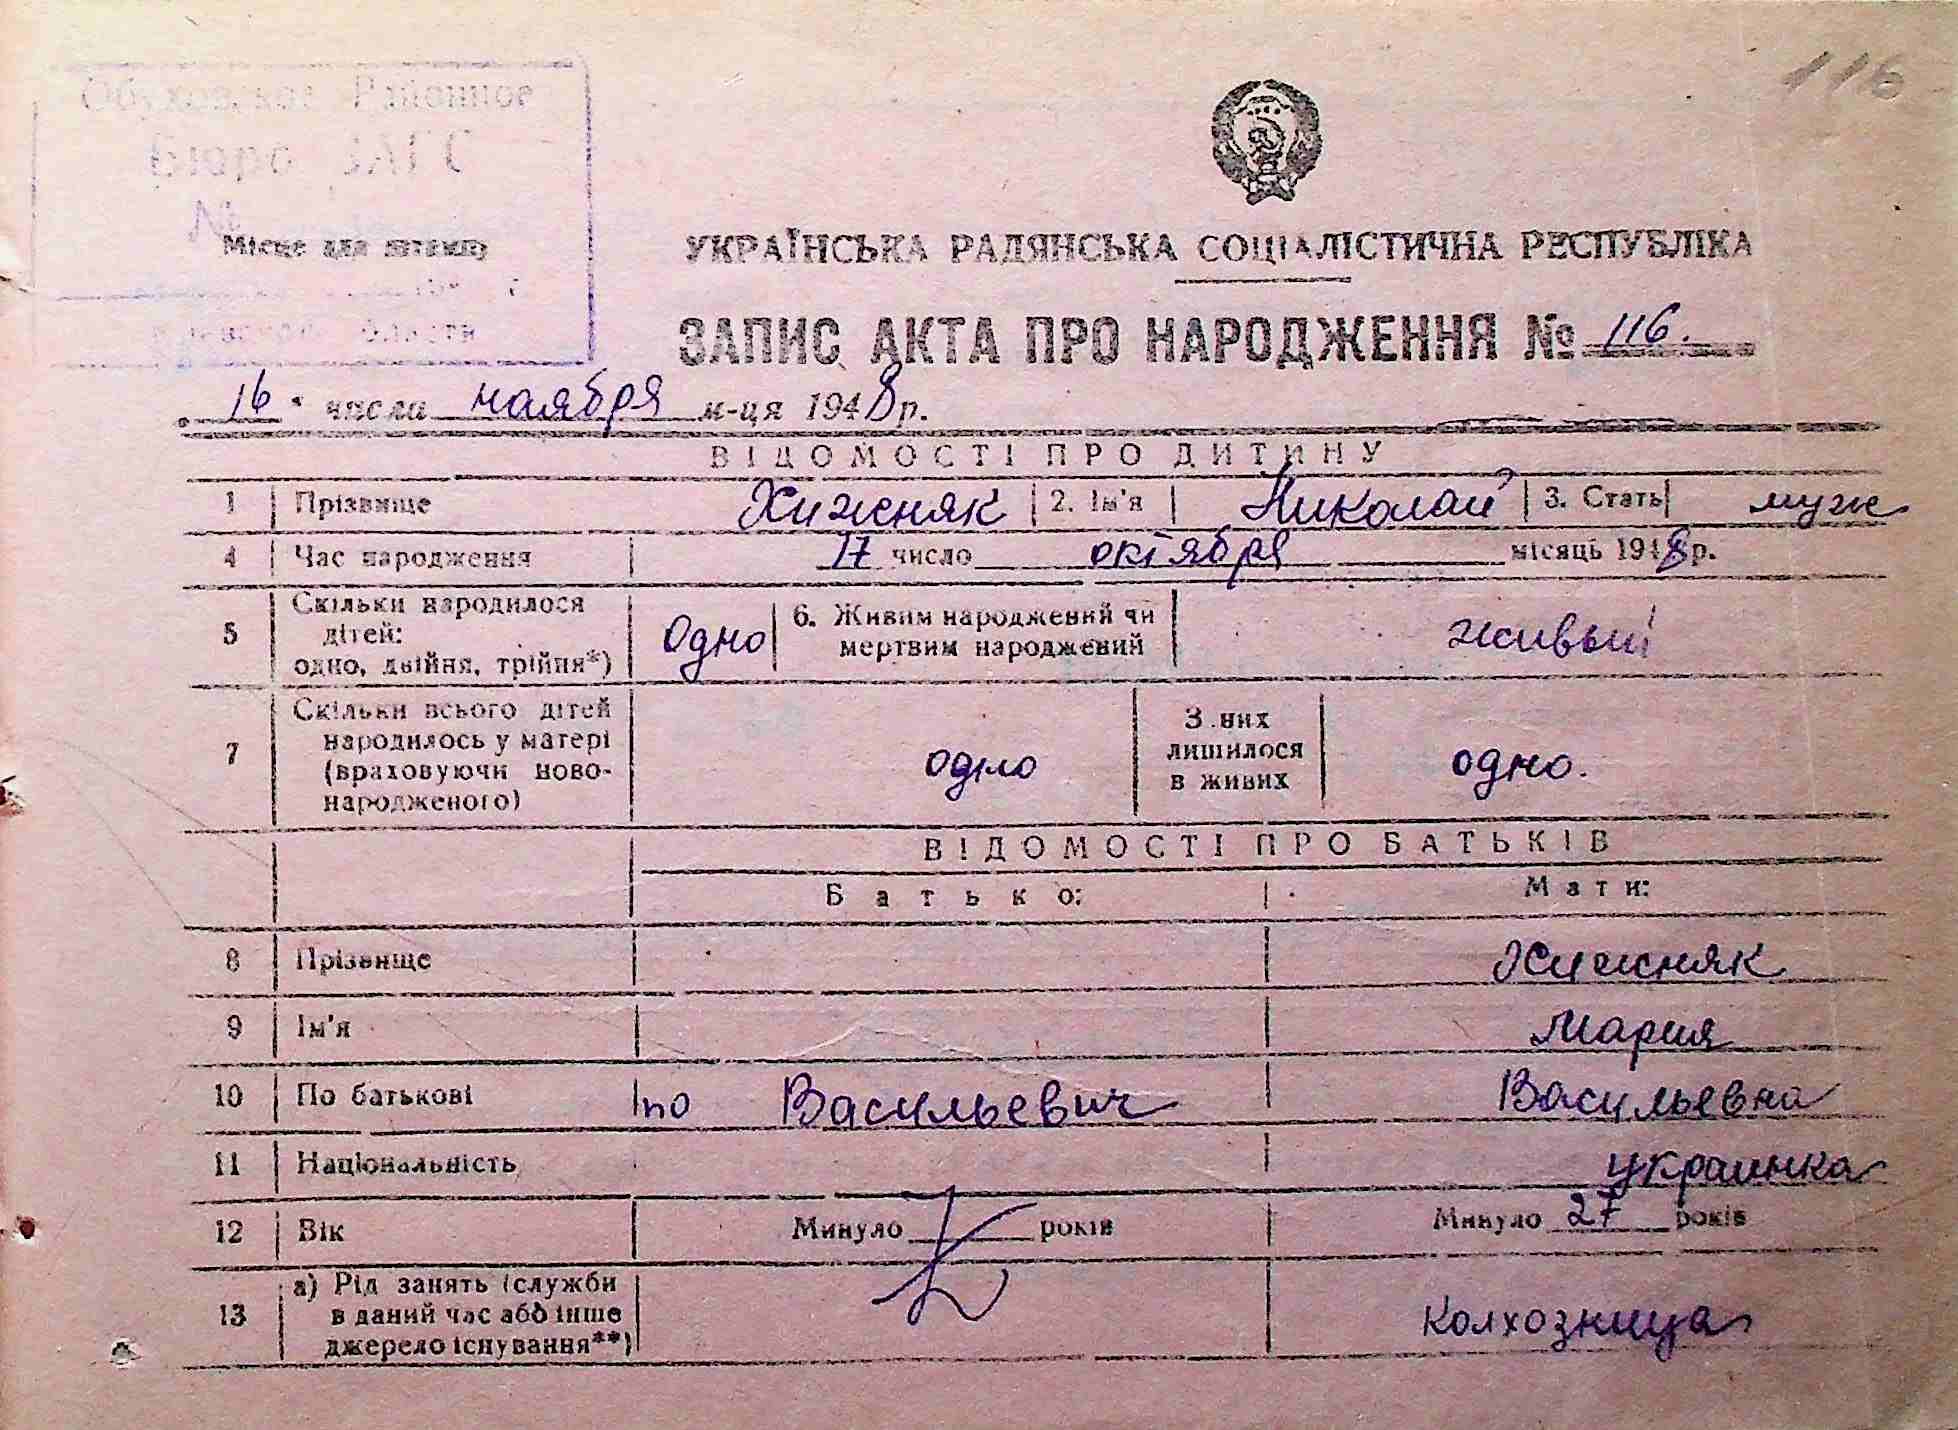 116
Обуховское Районное
Бюро ЗАГС
№
Місце для штампу
области
УКРАЇНСЬКА РАДЯНСЬКА СОЦІАЛІСТИЧНА РЕСПУБЛІКА
ЗАПИС АКТА ПРО НАРОДЖЕННЯ № 116.
„16“ числа ноября м-ця 1948 р.
ВІДОМОСТІ ПРО ДИТИНУ
1 Прізвище Хижняк 2. Ім'я Николай 3. Стать муж
4 Час народження 17 число октября місяць 1948 р.
5 Скільки народилося дітей: одно, двійня, трійня*) Одно 6. Живим народжений чи мертвим народжений живый
7 Скільки всього дітей народилось у матері (враховуючи новонародженого) одно З них лишилося в живих одно.
ВІДОМОСТІ ПРО БАТЬКІВ
Батько: Мати:
8 Прізвище Хижняк
9 Ім'я Мария
10 По батькові по Васильевич Васильевна
11 Національність украинка
12 Вік Минуло років Минуло 27 років
13 а) Рід занять (служби в даний час або інше джерело існування**) Колхозница